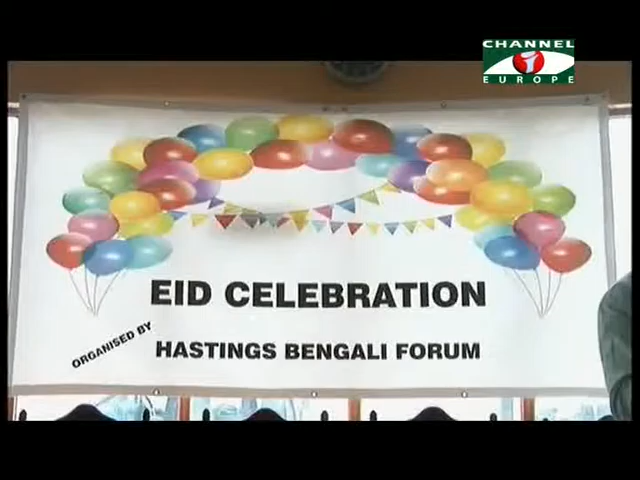 CHANNEL
i
EUROPE
EID CELEBRATION
ORGANISED BY
HASTINGS BENGALI FORUM